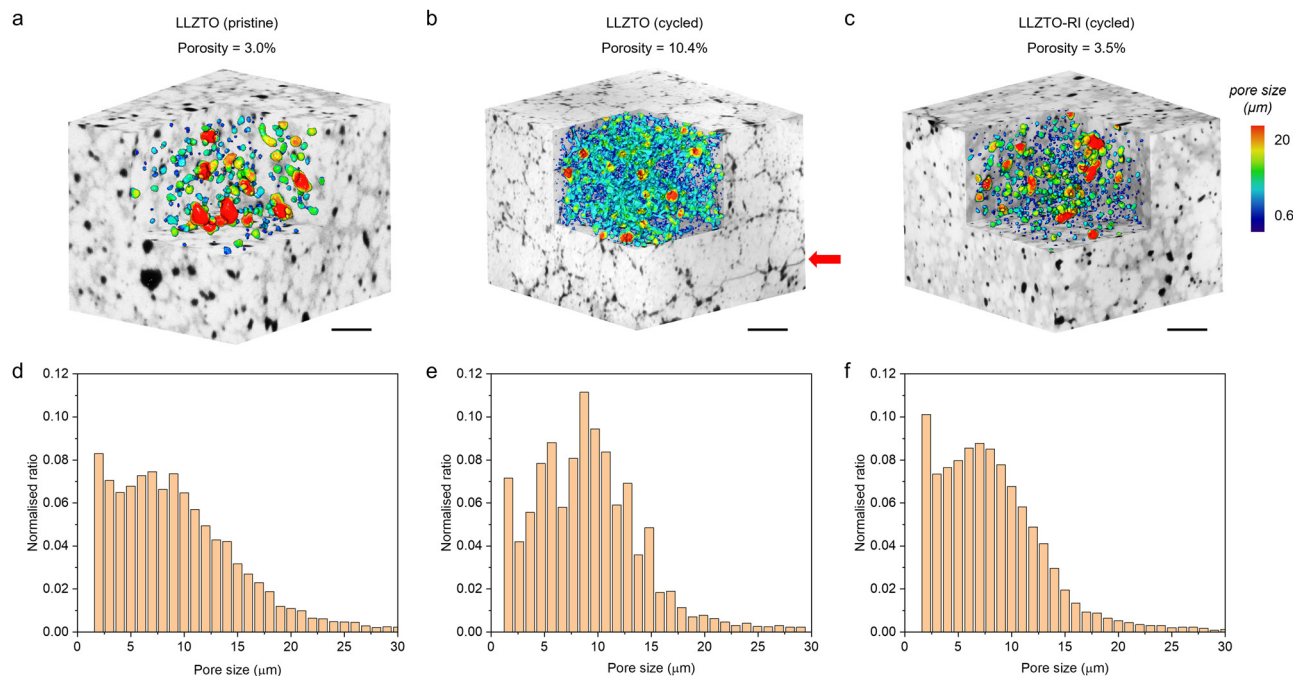 a
LLZTO (pristine)
Porosity = 3.0%
b
LLZTO (cycled)
Porosity = 10.4%
c
LLZTO-RI (cycled)
Porosity = 3.5%
pore size
(μm)
20
0.6
d
0.12
0.10
0.08
0.06
0.04
0.02
0.00
Normalised ratio
0 5 10 15 20 25 30
Pore size (μm)
e
0.12
0.10
0.08
0.06
0.04
0.02
0.00
Normalised ratio
0 5 10 15 20 25 30
Pore size (μm)
f
0.12
0.10
0.08
0.06
0.04
0.02
0.00
Normalised ratio
0 5 10 15 20 25 30
Pore size (μm)